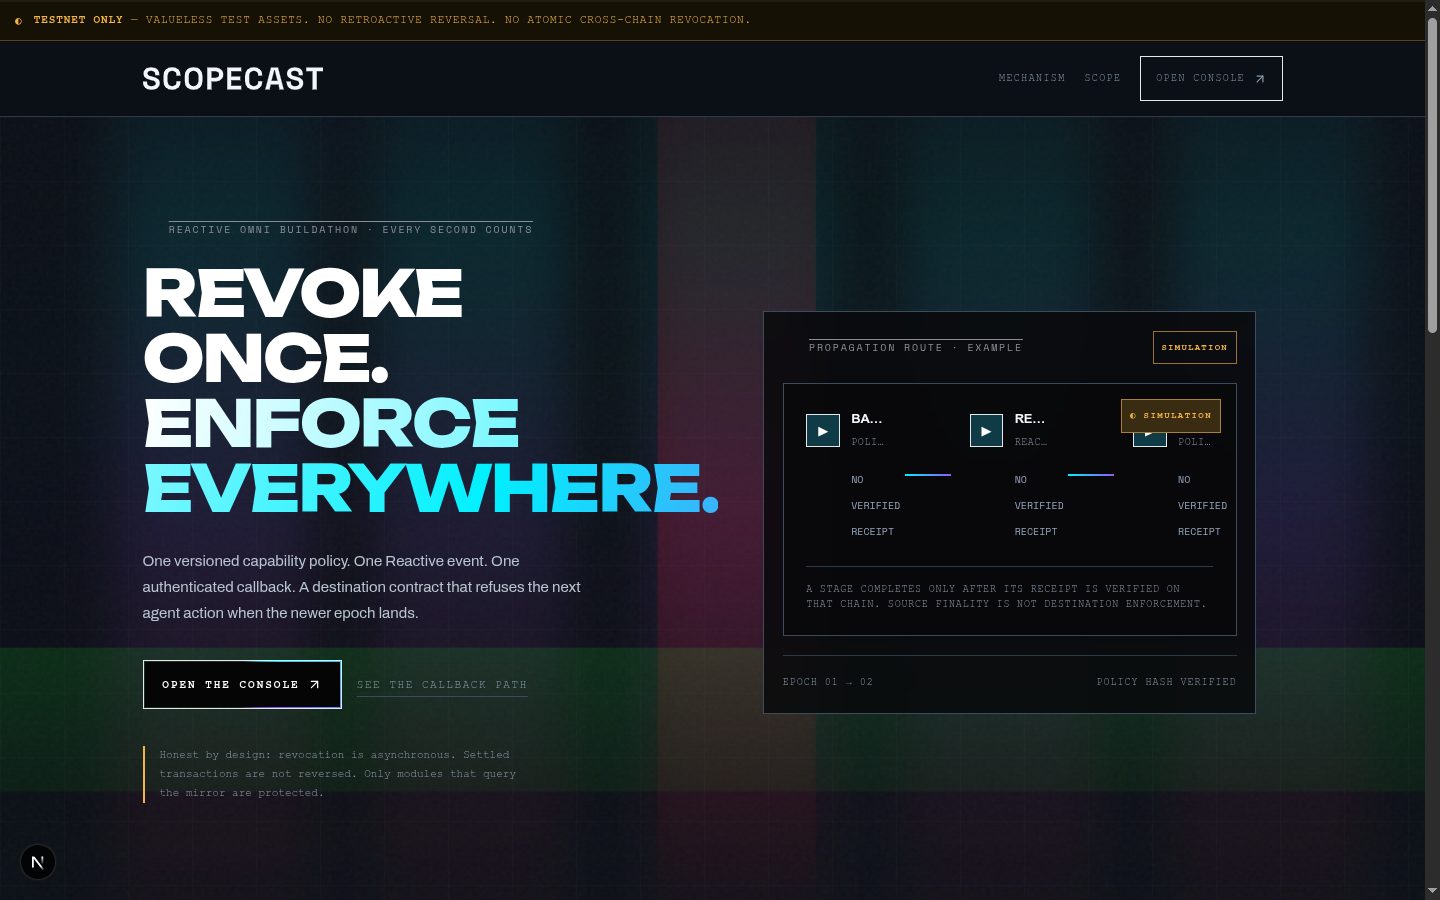 ◐ TESTNET ONLY — VALUELESS TEST ASSETS. NO RETROACTIVE REVERSAL. NO ATOMIC CROSS-CHAIN REVOCATION.
SCOPECAST
MECHANISM
SCOPE
OPEN CONSOLE
REACTIVE OMNI BUILDATHON · EVERY SECOND COUNTS
REVOKE
ONCE.
ENFORCE
EVERYWHERE.
One versioned capability policy. One Reactive event. One
authenticated callback. A destination contract that refuses the next
agent action when the newer epoch lands.
OPEN THE CONSOLE
SEE THE CALLBACK PATH
Honest by design: revocation is asynchronous. Settled
transactions are not reversed. Only modules that query
the mirror are protected.
PROPAGATION ROUTE · EXAMPLE
SIMULATION
◐ SIMULATION
BA...
POLI…
NO
VERIFIED
RECEIPT
RE...
REAC…
NO
VERIFIED
RECEIPT
POLI…
NO
VERIFIED
RECEIPT
A STAGE COMPLETES ONLY AFTER ITS RECEIPT IS VERIFIED ON
THAT CHAIN. SOURCE FINALITY IS NOT DESTINATION ENFORCEMENT.
EPOCH 01 → 02
POLICY HASH VERIFIED
N